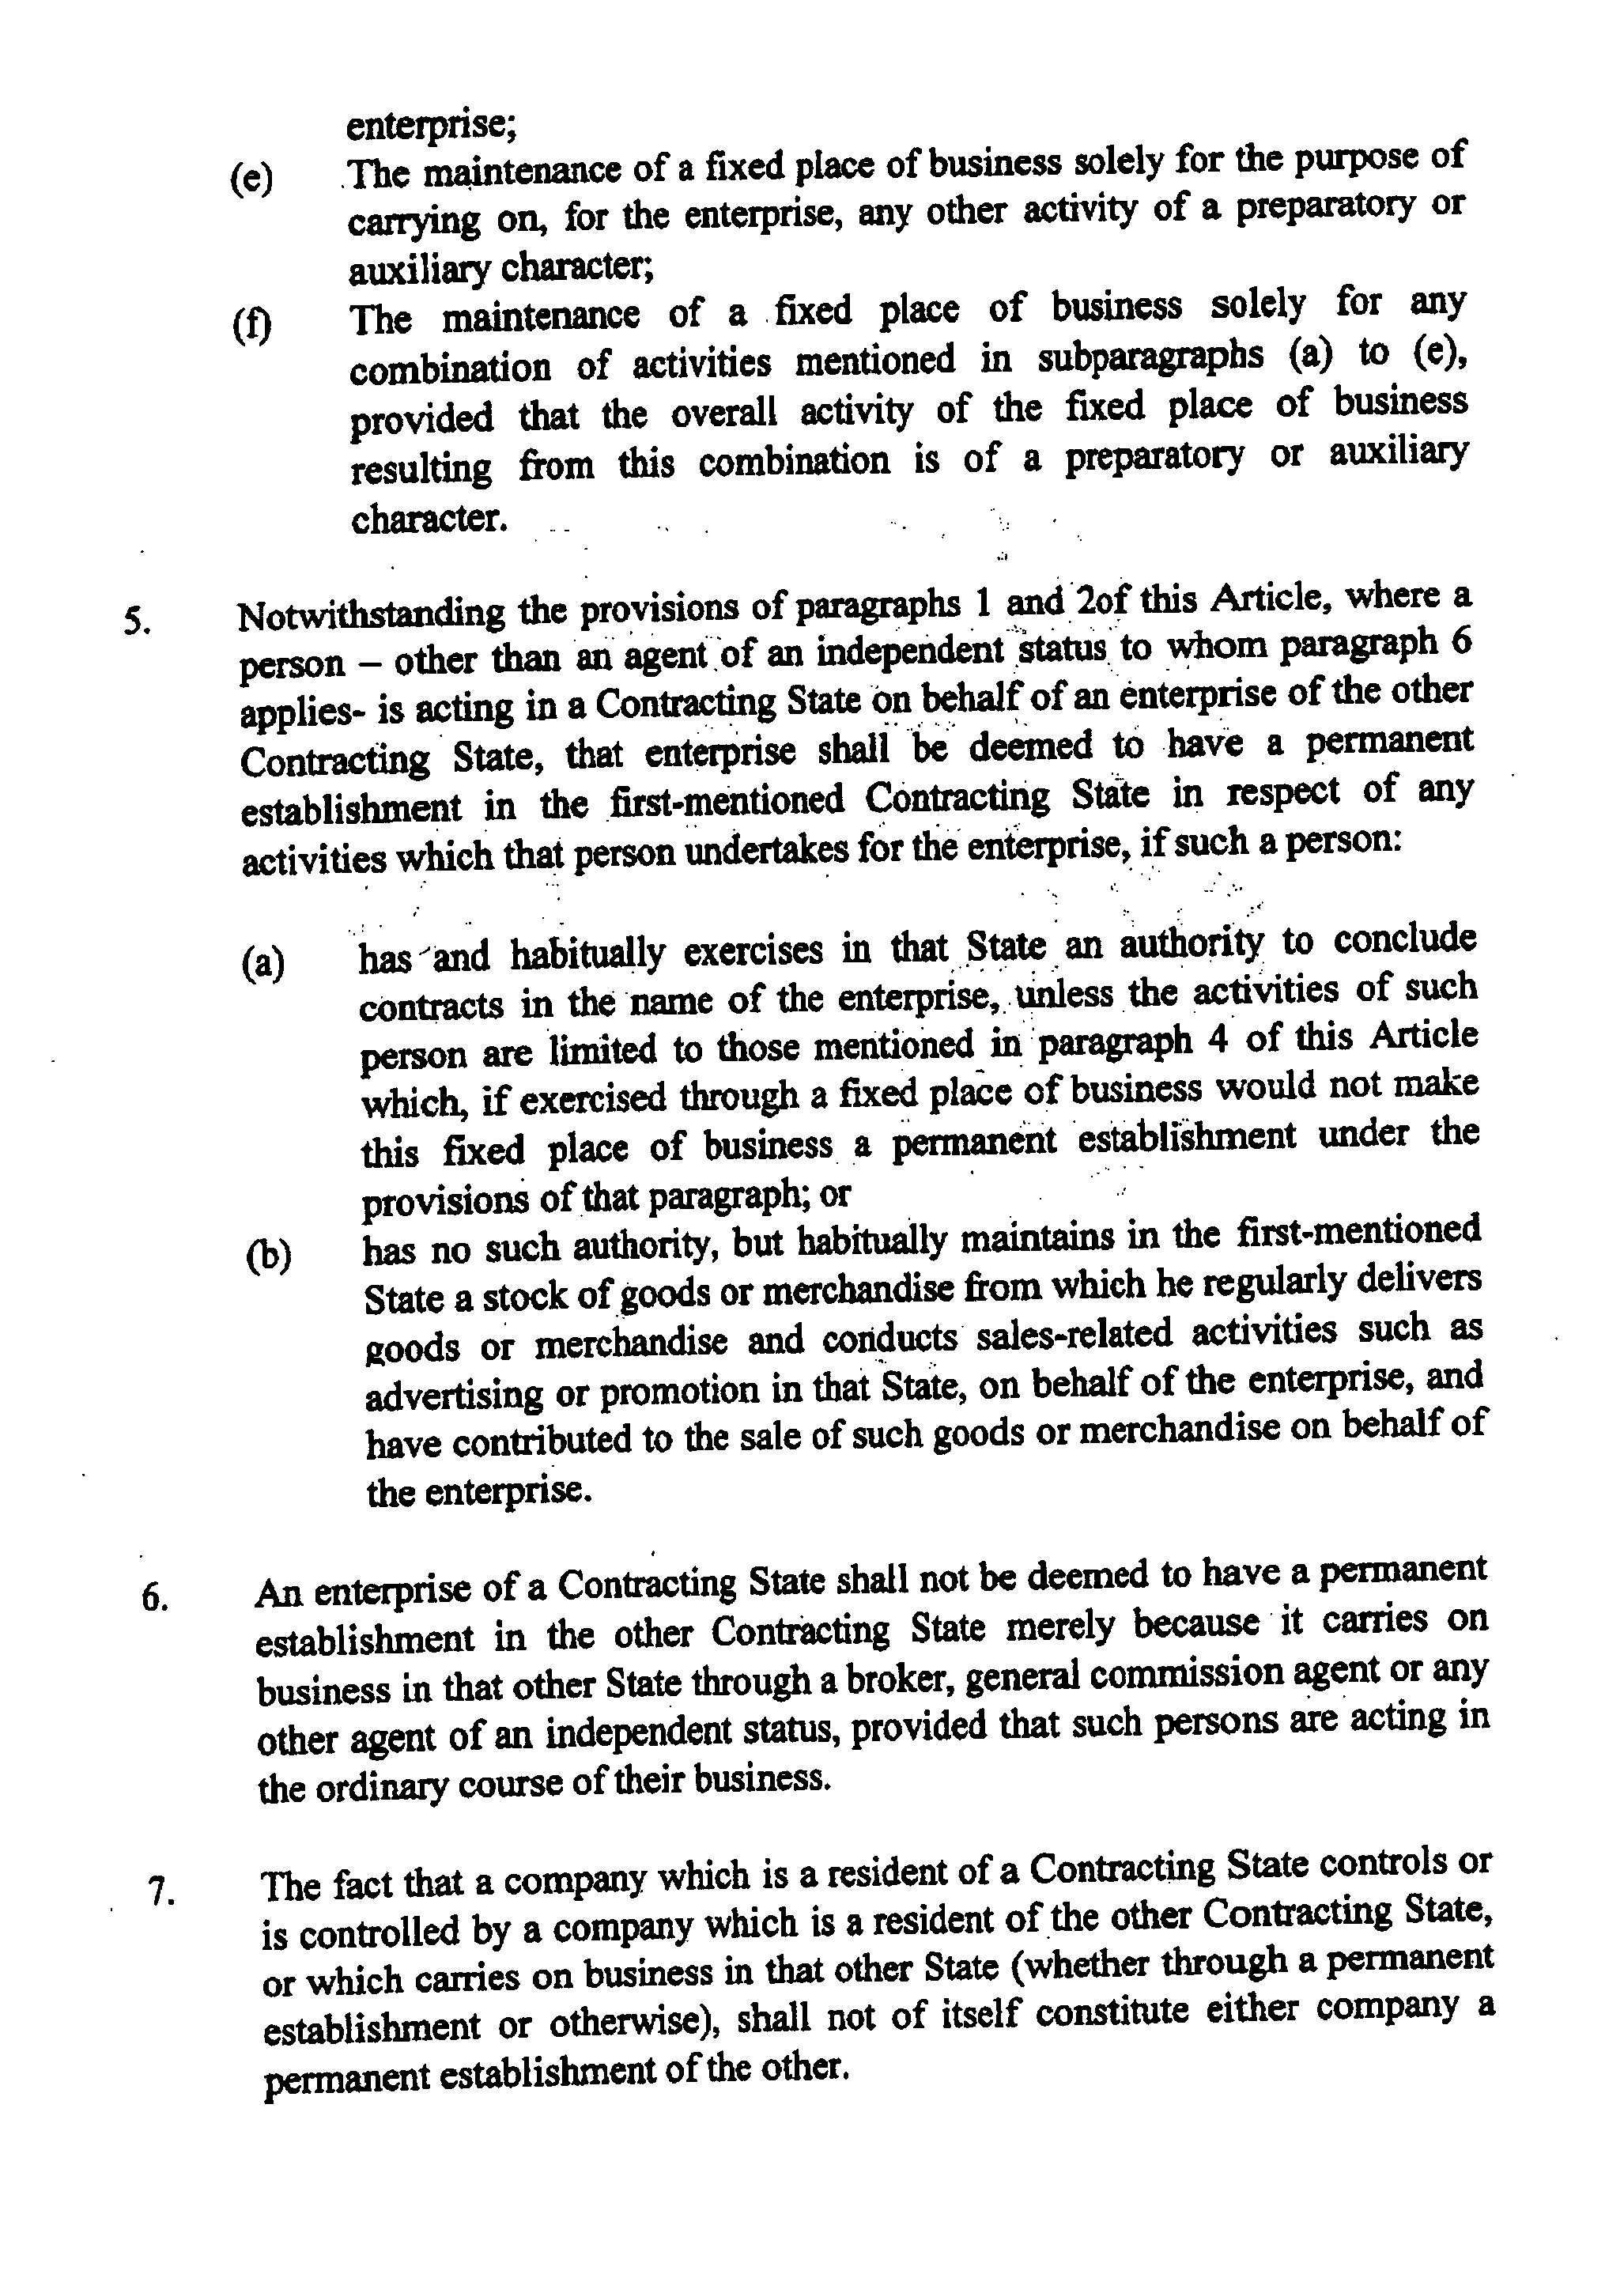 enterprise;
(e) The maintenance of a fixed place of business solely for the purpose of
carrying on, for the enterprise, any other activity of a preparatory or
auxiliary character;
(f) The maintenance of a fixed place of business solely for any
combination of activities mentioned in subparagraphs (a) to (e),
provided that the overall activity of the fixed place of business
resulting from this combination is of a preparatory or auxiliary
character.
5. Notwithstanding the provisions of paragraphs 1 and 2of this Article, where a
person – other than an agent of an independent status to whom paragraph 6
applies- is acting in a Contracting State on behalf of an enterprise of the other
Contracting State, that enterprise shall be deemed to have a permanent
establishment in the first-mentioned Contracting State in respect of any
activities which that person undertakes for the enterprise, if such a person:
(a) has and habitually exercises in that State an authority to conclude
contracts in the name of the enterprise, unless the activities of such
person are limited to those mentioned in paragraph 4 of this Article
which, if exercised through a fixed place of business would not make
this fixed place of business a permanent establishment under the
provisions of that paragraph; or
(b) has no such authority, but habitually maintains in the first-mentioned
State a stock of goods or merchandise from which he regularly delivers
goods or merchandise and conducts sales-related activities such as
advertising or promotion in that State, on behalf of the enterprise, and
have contributed to the sale of such goods or merchandise on behalf of
the enterprise.
6. An enterprise of a Contracting State shall not be deemed to have a permanent
establishment in the other Contracting State merely because it carries on
business in that other State through a broker, general commission agent or any
other agent of an independent status, provided that such persons are acting in
the ordinary course of their business.
7. The fact that a company which is a resident of a Contracting State controls or
is controlled by a company which is a resident of the other Contracting State,
or which carries on business in that other State (whether through a permanent
establishment or otherwise), shall not of itself constitute either company a
permanent establishment of the other.